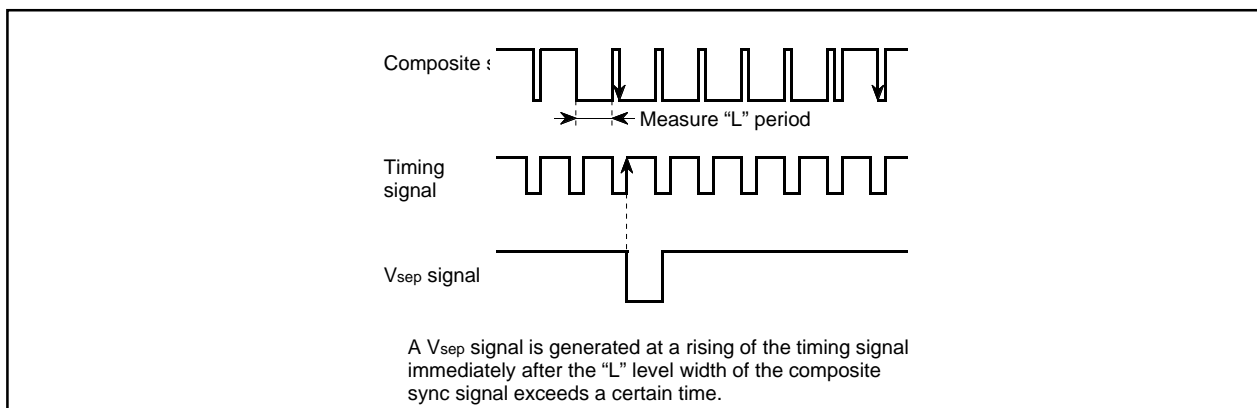 Composite
Measure “L” period
Timing
signal
Vsep signal
A Vsep signal is generated at a rising of the timing signal
immediately after the “L” level width of the composite
sync signal exceeds a certain time.